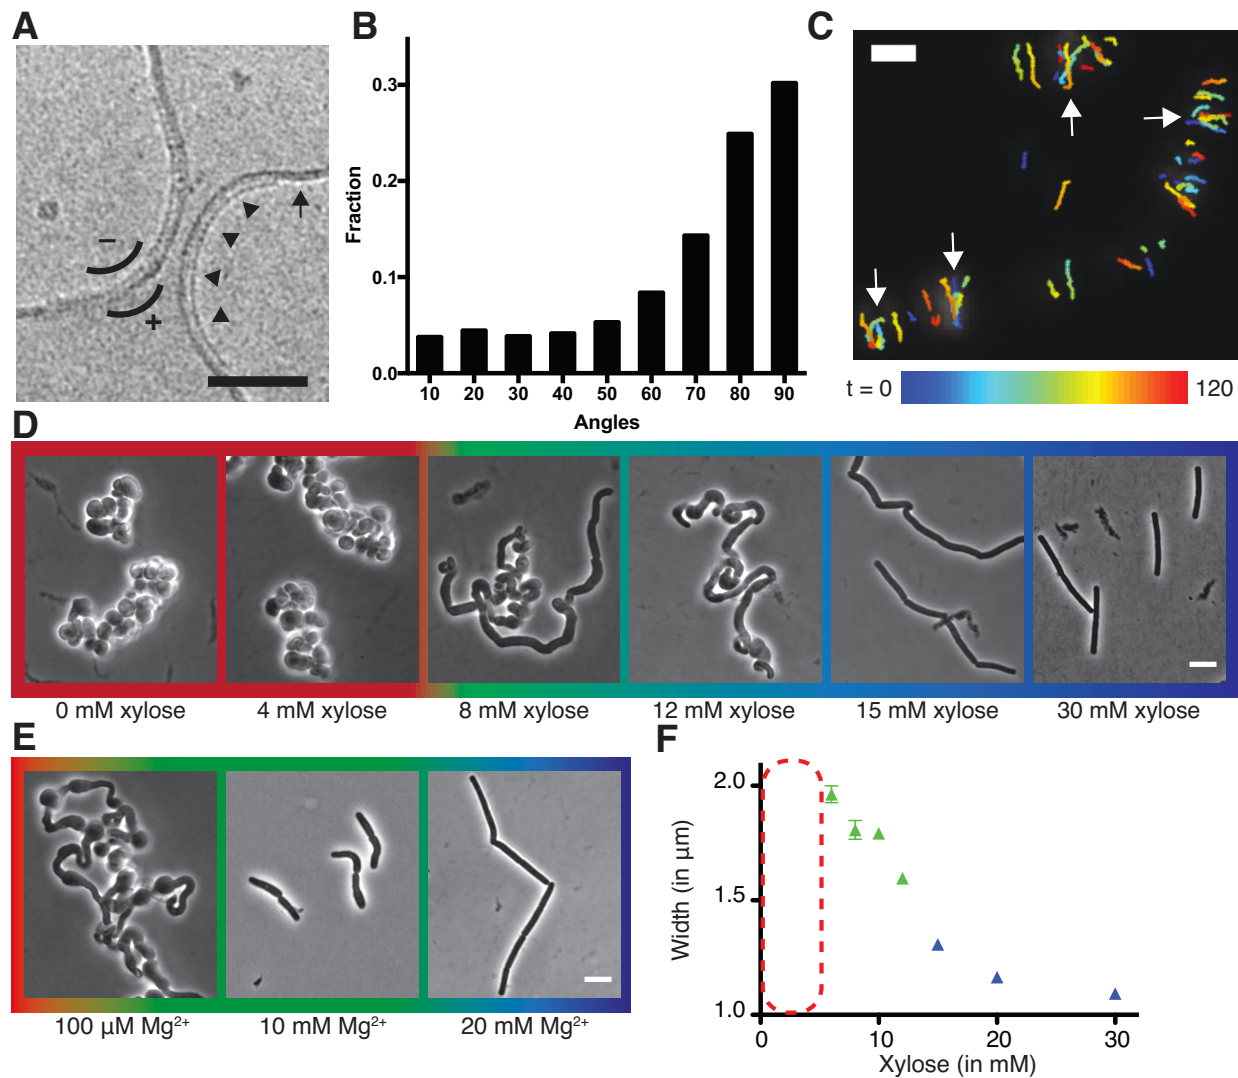 A
−
+
B
Fraction
0.3
0.2
0.1
0.0
10 20 30 40 50 60 70 80 90
Angles
C
t = 0 120
D
0 mM xylose 4 mM xylose 8 mM xylose 12 mM xylose 15 mM xylose 30 mM xylose
E
100 µM Mg²⁺ 10 mM Mg²⁺ 20 mM Mg²⁺
F
Width (in µm)
2.0
1.5
1.0
0 10 20 30
Xylose (in mM)